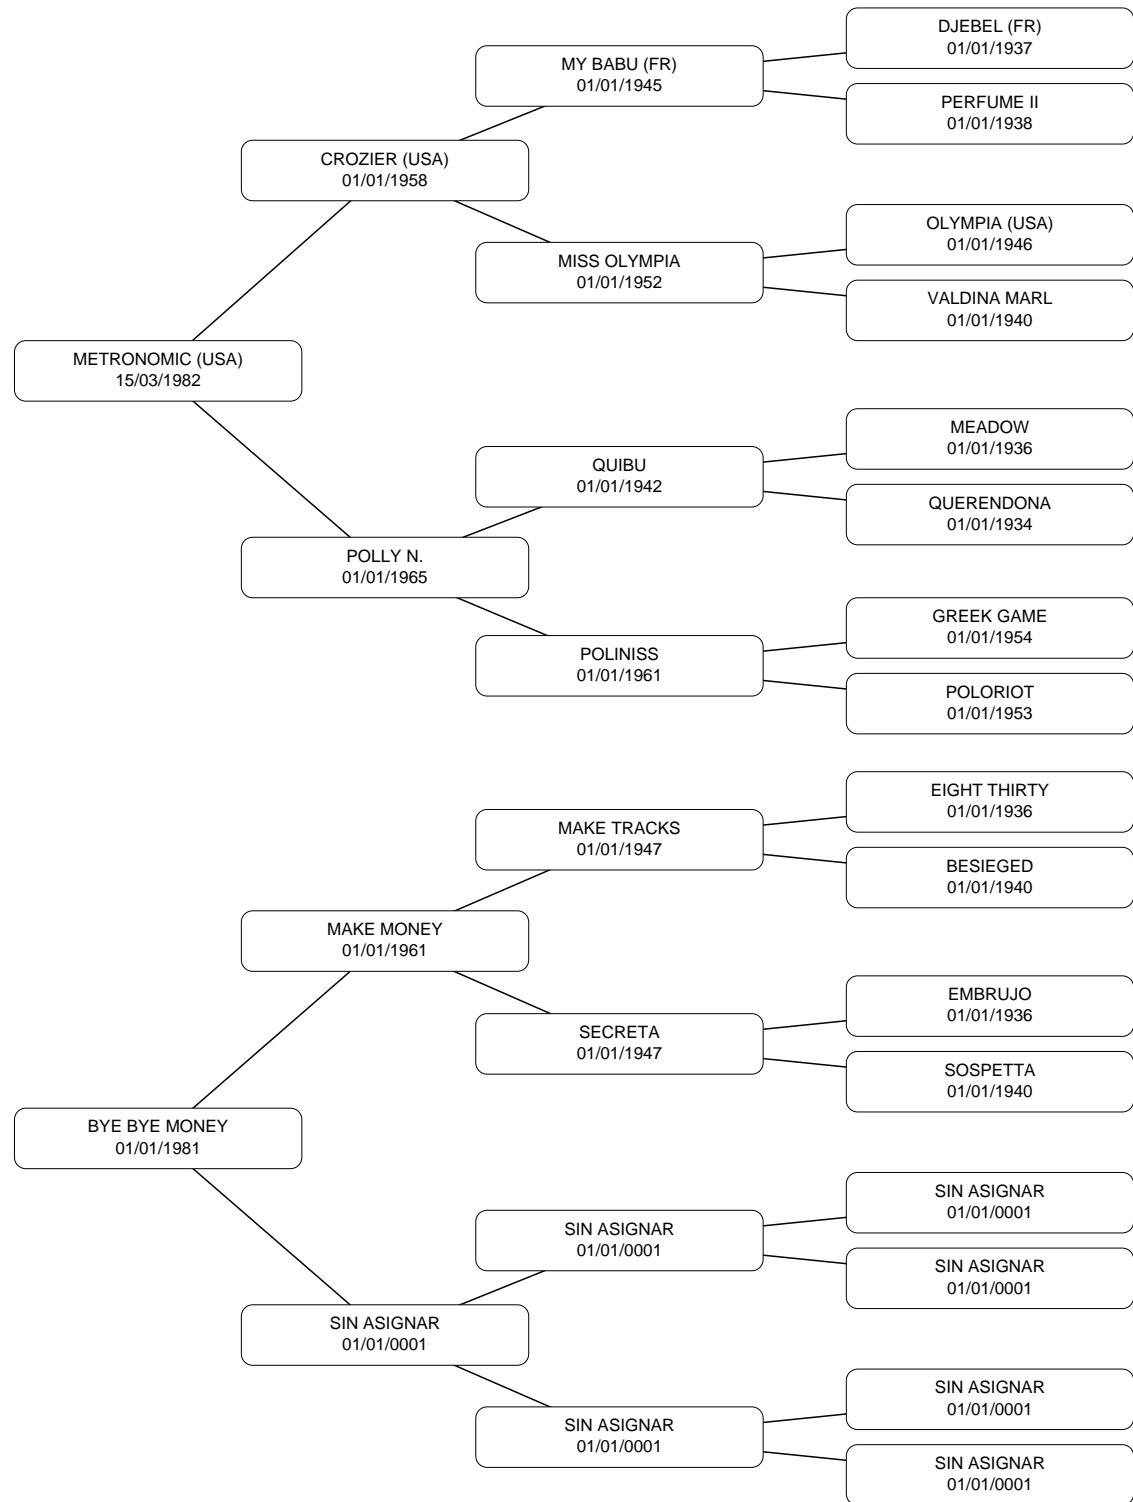 DJEBEL (FR)
01/01/1937
MY BABU (FR)
01/01/1945
PERFUME II
01/01/1938
CROZIER (USA)
01/01/1958
OLYMPIA (USA)
01/01/1946
MISS OLYMPIA
01/01/1952
VALDINA MARL
01/01/1940
METRONOMIC (USA)
15/03/1982
MEADOW
01/01/1936
QUIBU
01/01/1942
QUERENDONA
01/01/1934
POLLY N.
01/01/1965
GREEK GAME
01/01/1954
POLINISS
01/01/1961
POLORIOT
01/01/1953
EIGHT THIRTY
01/01/1936
MAKE TRACKS
01/01/1947
BESIEGED
01/01/1940
MAKE MONEY
01/01/1961
EMBRUJO
01/01/1936
SECRETA
01/01/1947
SOSPETTA
01/01/1940
BYE BYE MONEY
01/01/1981
SIN ASIGNAR
01/01/0001
SIN ASIGNAR
01/01/0001
SIN ASIGNAR
01/01/0001
SIN ASIGNAR
01/01/0001
SIN ASIGNAR
01/01/0001
SIN ASIGNAR
01/01/0001
SIN ASIGNAR
01/01/0001